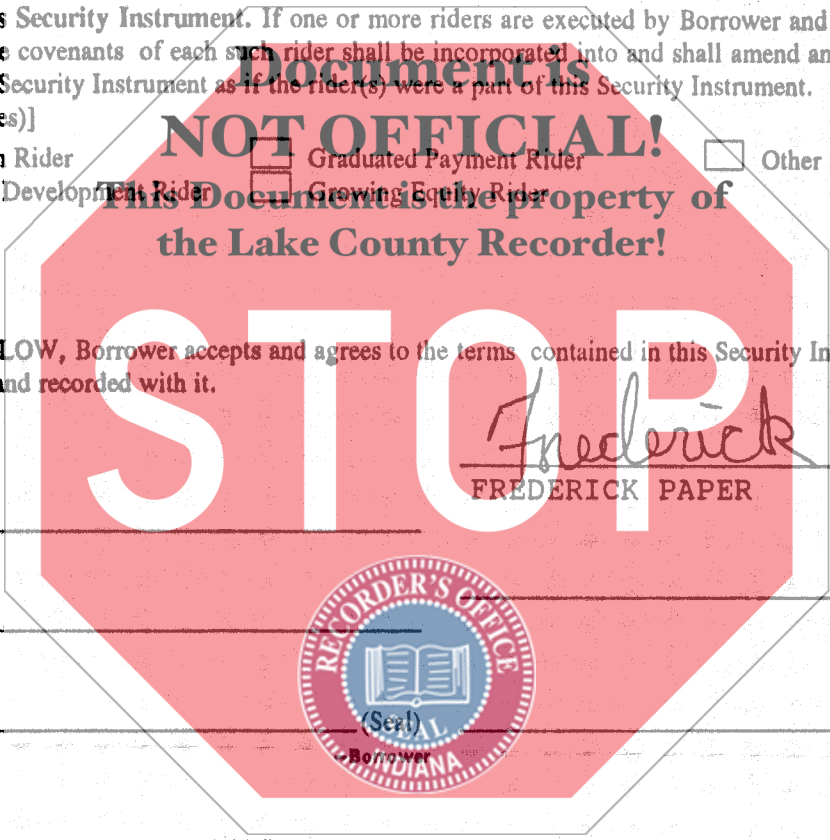 s Security Instrument. If one or more riders are executed by Borrower and
e covenants of each such rider shall be incorporated into and shall amend an
Security Instrument as if the rider(s) were a part of this Security Instrument.
es)]
Document is
NOT OFFICIAL!
This Document is the property of
the Lake County Recorder!
n Rider
Graduated Payment Rider
Other
Development Rider
Growing Equity Rider
STOP
LOW, Borrower accepts and agrees to the terms contained in this Security In
nd recorded with it.
Frederick
FREDERICK PAPER
RECORDER'S OFFICE
SEAL
INDIANA
(Seal)
-Borrower